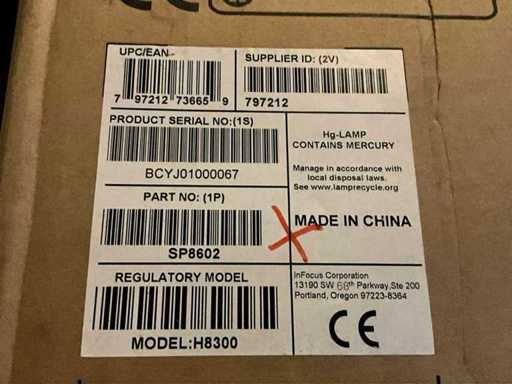 UPC/EAN-
7 97212 73665 9
SUPPLIER ID: (2V)
797212
PRODUCT SERIAL NO:(1S)
BCYJ01000067
Hg-LAMP
CONTAINS MERCURY
Manage in accordance with
local disposal laws.
See www.lamprecycle.org
PART NO: (1P)
SP8602
MADE IN CHINA
REGULATORY MODEL
MODEL:H8300
InFocus Corporation
13190 SW 68th Parkway,Ste 200
Portland, Oregon 97223-8364
CE